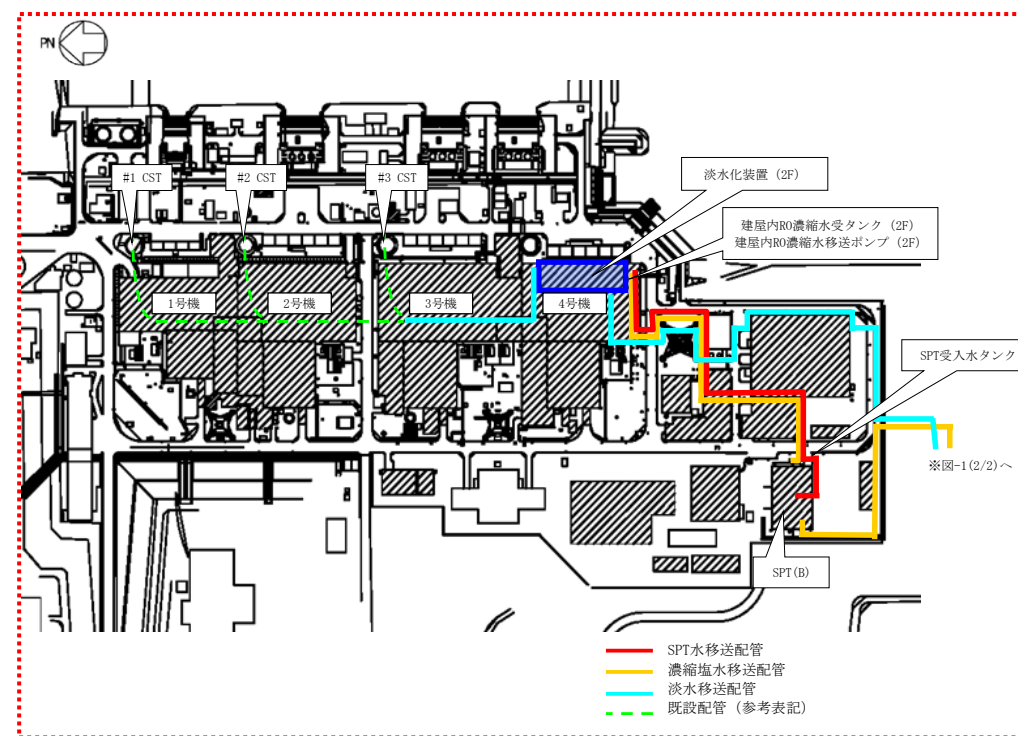 PN
#1 CST
#2 CST
#3 CST
淡水化装置（2F）
建屋内RO濃縮水受タンク（2F）
建屋内RO濃縮水移送ポンプ（2F）
1号機
2号機
3号機
4号機
SPT受入水タンク
※図-1(2/2)へ
SPT(B)
SPT水移送配管
濃縮塩水移送配管
淡水移送配管
既設配管（参考表記）